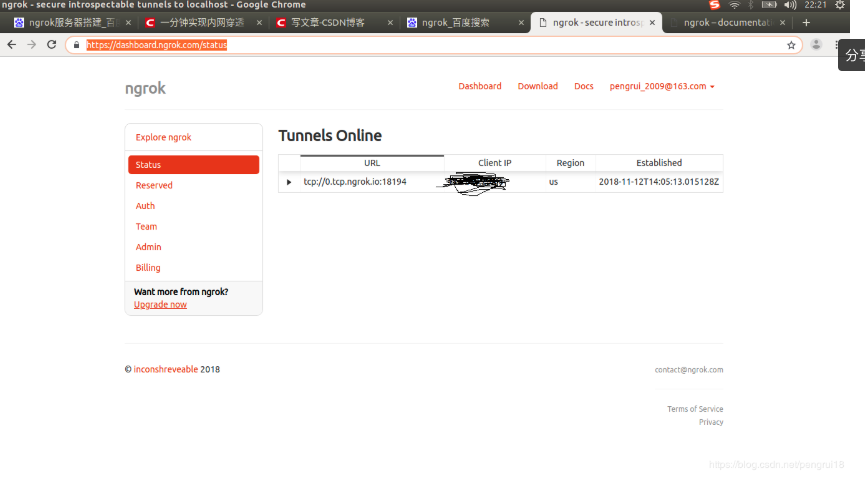 ngrok - secure introspectable tunnels to localhost - Google Chrome
22:21
ngrok服务器搭建_百
一分钟实现内网穿透
写文章-CSDN博客
ngrok_百度搜索
ngrok - secure introsp
ngrok – documentat
https://dashboard.ngrok.com/status
分享
ngrok
Dashboard Download Docs pengrui_2009@163.com
Explore ngrok
Status
Reserved
Auth
Team
Admin
Billing
Want more from ngrok?
Upgrade now
Tunnels Online
URL Client IP Region Established
tcp://0.tcp.ngrok.io:18194 us 2018-11-12T14:05:13.015128Z
© inconshreveable 2018
contact@ngrok.com
Terms of Service
Privacy
https://blog.csdn.net/pengrui18